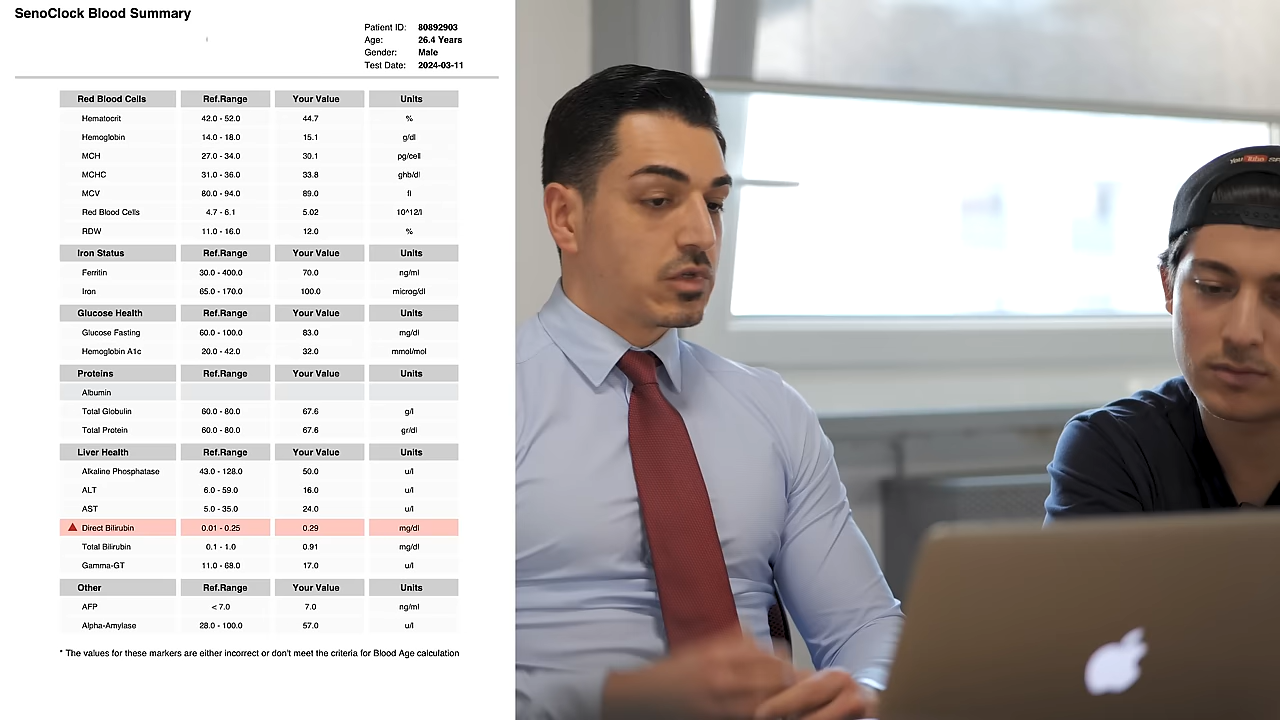 SenoClock Blood Summary
Patient ID: 80892903
Age: 26.4 Years
Gender: Male
Test Date: 2024-03-11
Red Blood Cells Ref.Range Your Value Units
Hematocrit 42.0 - 52.0 44.7 %
Hemoglobin 14.0 - 18.0 15.1 g/dl
MCH 27.0 - 34.0 30.1 pg/cell
MCHC 31.0 - 36.0 33.8 ghb/dl
MCV 80.0 - 94.0 89.0 fl
Red Blood Cells 4.7 - 6.1 5.02 10^12/l
RDW 11.0 - 16.0 12.0 %
Iron Status Ref.Range Your Value Units
Ferritin 30.0 - 400.0 70.0 ng/ml
Iron 65.0 - 170.0 100.0 microg/dl
Glucose Health Ref.Range Your Value Units
Glucose Fasting 60.0 - 100.0 83.0 mg/dl
Hemoglobin A1c 20.0 - 42.0 32.0 mmol/mol
Proteins Ref.Range Your Value Units
Albumin
Total Globulin 60.0 - 80.0 67.6 g/l
Total Protein 60.0 - 80.0 67.6 gr/dl
Liver Health Ref.Range Your Value Units
Alkaline Phosphatase 43.0 - 128.0 50.0 u/l
ALT 6.0 - 59.0 16.0 u/l
AST 5.0 - 35.0 24.0 u/l
Direct Bilirubin 0.01 - 0.25 0.29 mg/dl
Total Bilirubin 0.1 - 1.0 0.91 mg/dl
Gamma-GT 11.0 - 68.0 17.0 u/l
Other Ref.Range Your Value Units
AFP < 7.0 7.0 ng/ml
Alpha-Amylase 28.0 - 100.0 57.0 u/l
* The values for these markers are either incorrect or don't meet the criteria for Blood Age calculation